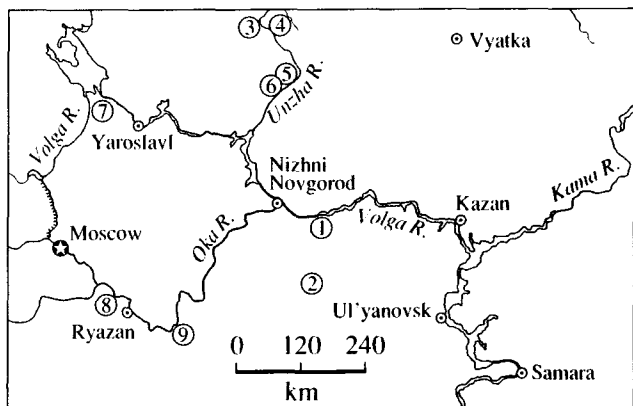 3 4
Vyatka
5
6
Unzha R.
7
Volga R.
Yaroslavl
Nizhni
Novgorod
Kama R.
Kazan
Volga R.
Oka R.
1
Moscow
2
8
Ul'yanovsk
Ryazan
9
0 120 240
km
Samara